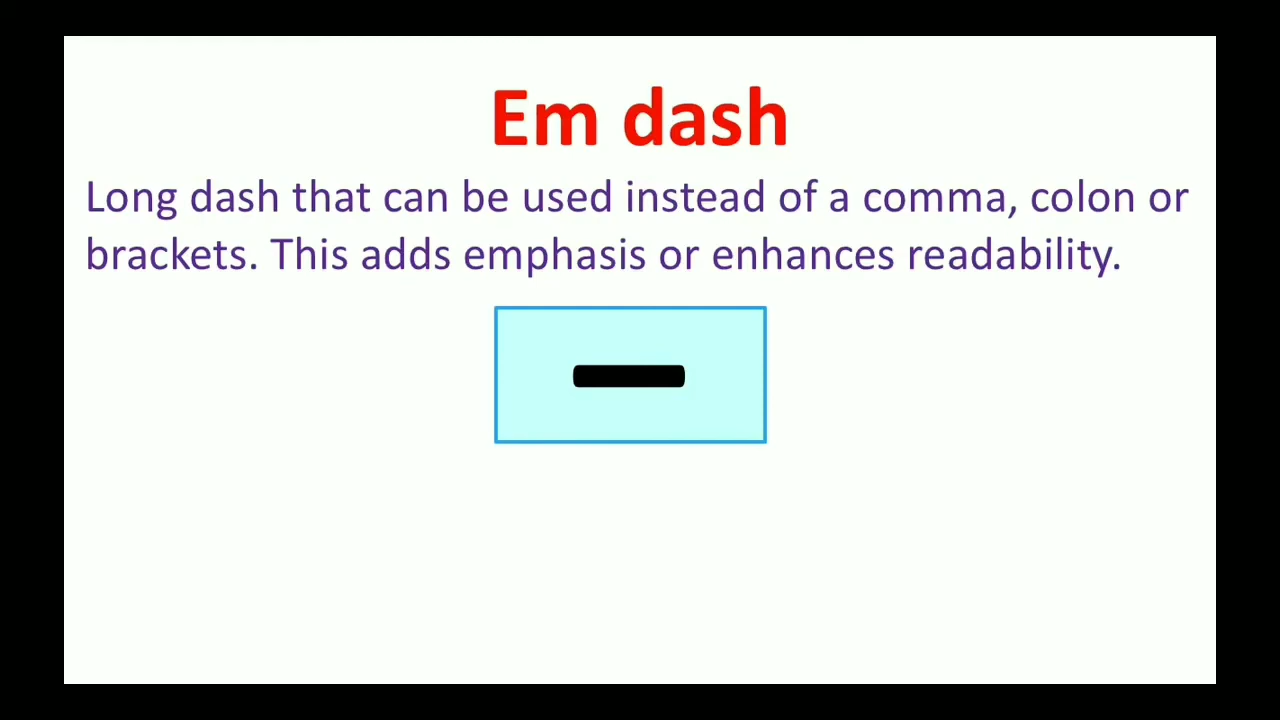 Em dash
Long dash that can be used instead of a comma, colon or
brackets. This adds emphasis or enhances readability.
—